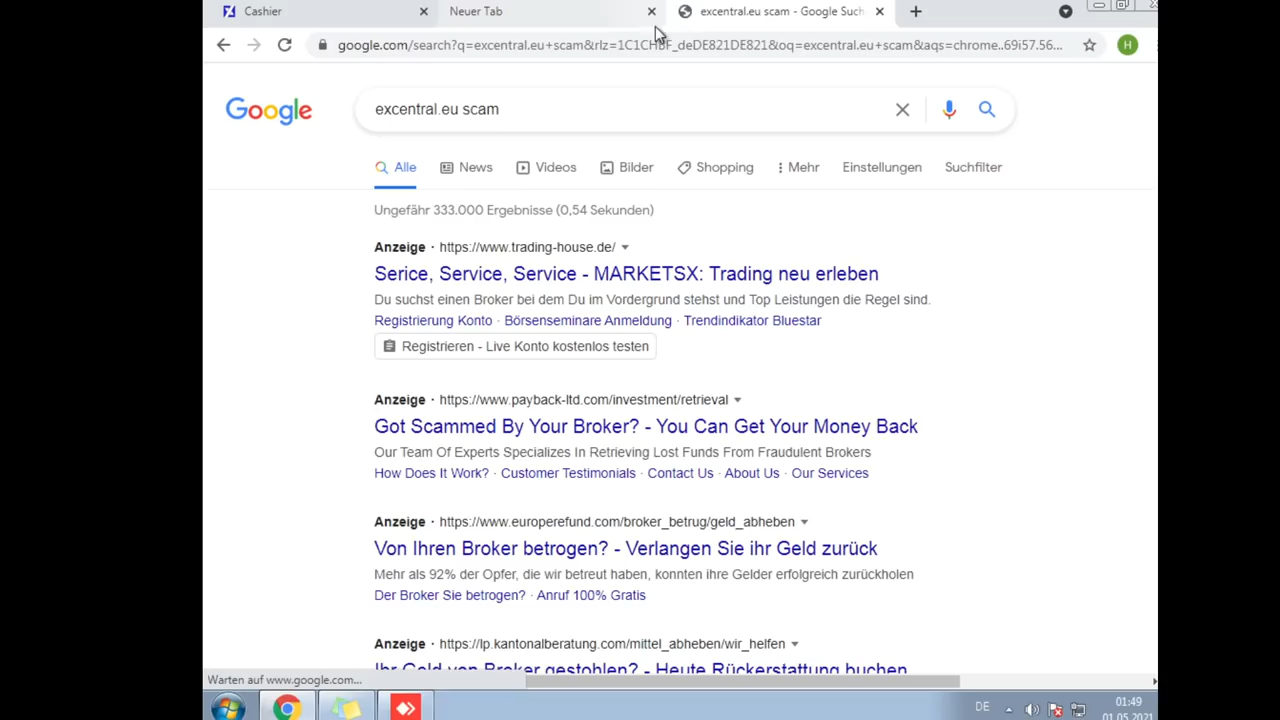 Cashier
Neuer Tab
excentral.eu scam - Google Such
google.com/search?q=excentral.eu+scam&rlz=1C1CHBF_deDE821DE821&oq=excentral.eu+scam&aqs=chrome..69i57.56...
H
Google
excentral.eu scam
Alle
News
Videos
Bilder
Shopping
Mehr
Einstellungen
Suchfilter
Ungefähr 333.000 Ergebnisse (0,54 Sekunden)
Anzeige · https://www.trading-house.de/
Serice, Service, Service - MARKETSX: Trading neu erleben
Du suchst einen Broker bei dem Du im Vordergrund stehst und Top Leistungen die Regel sind.
Registrierung Konto · Börsenseminare Anmeldung · Trendindikator Bluestar
Registrieren - Live Konto kostenlos testen
Anzeige · https://www.payback-ltd.com/investment/retrieval
Got Scammed By Your Broker? - You Can Get Your Money Back
Our Team Of Experts Specializes In Retrieving Lost Funds From Fraudulent Brokers
How Does It Work? · Customer Testimonials · Contact Us · About Us · Our Services
Anzeige · https://www.europerefund.com/broker_betrug/geld_abheben
Von Ihren Broker betrogen? - Verlangen Sie ihr Geld zurück
Mehr als 92% der Opfer, die wir betreut haben, konnten ihre Gelder erfolgreich zurückholen
Der Broker Sie betrogen? · Anruf 100% Gratis
Anzeige · https://lp.kantonalberatung.com/mittel_abheben/wir_helfen
Ihr Geld von Broker gestohlen? - Heute Rückerstattung buchen
Warten auf www.google.com...
DE
01:49
01.05.2021